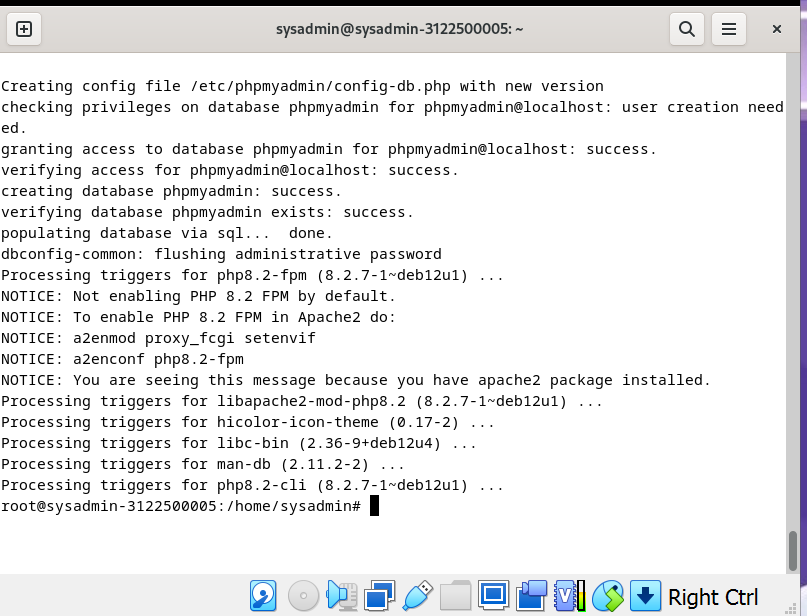 sysadmin@sysadmin-3122500005: ~
Creating config file /etc/phpmyadmin/config-db.php with new version
checking privileges on database phpmyadmin for phpmyadmin@localhost: user creation need
ed.
granting access to database phpmyadmin for phpmyadmin@localhost: success.
verifying access for phpmyadmin@localhost: success.
creating database phpmyadmin: success.
verifying database phpmyadmin exists: success.
populating database via sql...  done.
dbconfig-common: flushing administrative password
Processing triggers for php8.2-fpm (8.2.7-1~deb12u1) ...
NOTICE: Not enabling PHP 8.2 FPM by default.
NOTICE: To enable PHP 8.2 FPM in Apache2 do:
NOTICE: a2enmod proxy_fcgi setenvif
NOTICE: a2enconf php8.2-fpm
NOTICE: You are seeing this message because you have apache2 package installed.
Processing triggers for libapache2-mod-php8.2 (8.2.7-1~deb12u1) ...
Processing triggers for hicolor-icon-theme (0.17-2) ...
Processing triggers for libc-bin (2.36-9+deb12u4) ...
Processing triggers for man-db (2.11.2-2) ...
Processing triggers for php8.2-cli (8.2.7-1~deb12u1) ...
root@sysadmin-3122500005:/home/sysadmin#
Right Ctrl